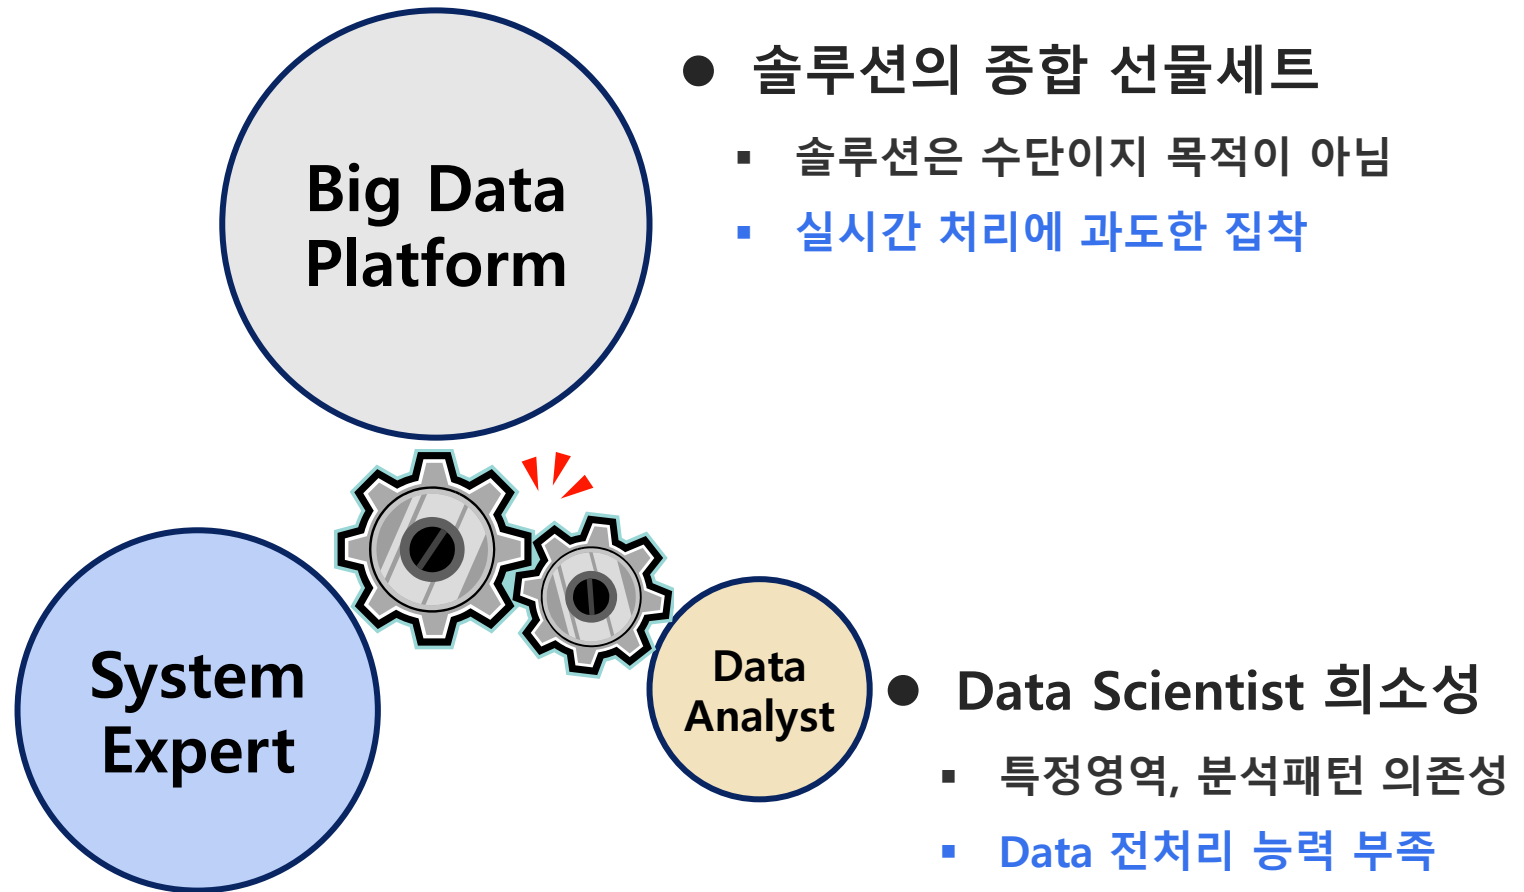 Big Data
Platform
● 솔루션의 종합 선물세트
▪ 솔루션은 수단이지 목적이 아님
▪ 실시간 처리에 과도한 집착
System
Expert
Data
Analyst
● Data Scientist 희소성
▪ 특정영역, 분석패턴 의존성
▪ Data 전처리 능력 부족